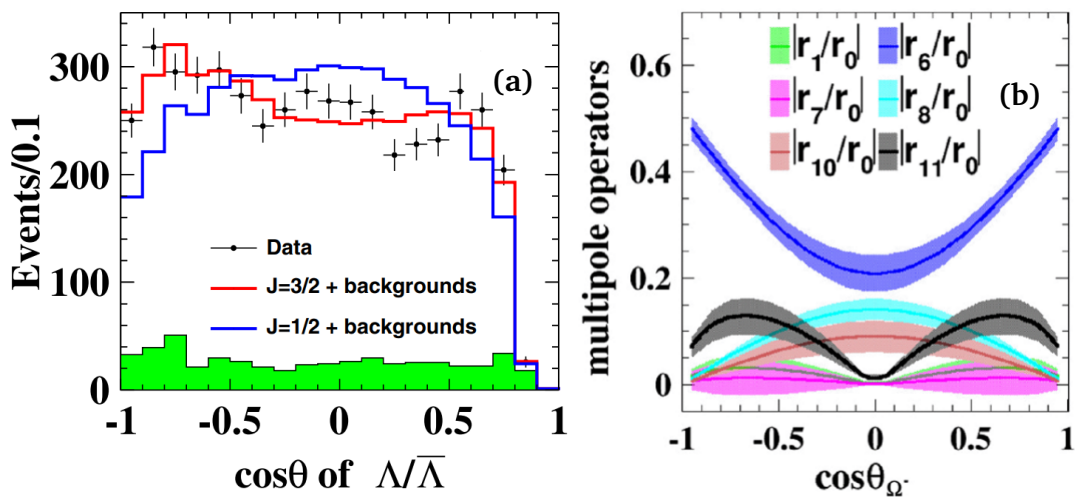 300
200
100
0
Events/0.1
(a)
Data
J=3/2 + backgrounds
J=1/2 + backgrounds
-1 -0.5 0 0.5 1
cosθ of Λ/Λ̅
0.6
0.4
0.2
0
multipole operators
|r₁/r₀| |r₆/r₀|
|r₇/r₀| |r₈/r₀| (b)
|r₁₀/r₀| |r₁₁/r₀|
-1 -0.5 0 0.5 1
cosθ_Ω⁻